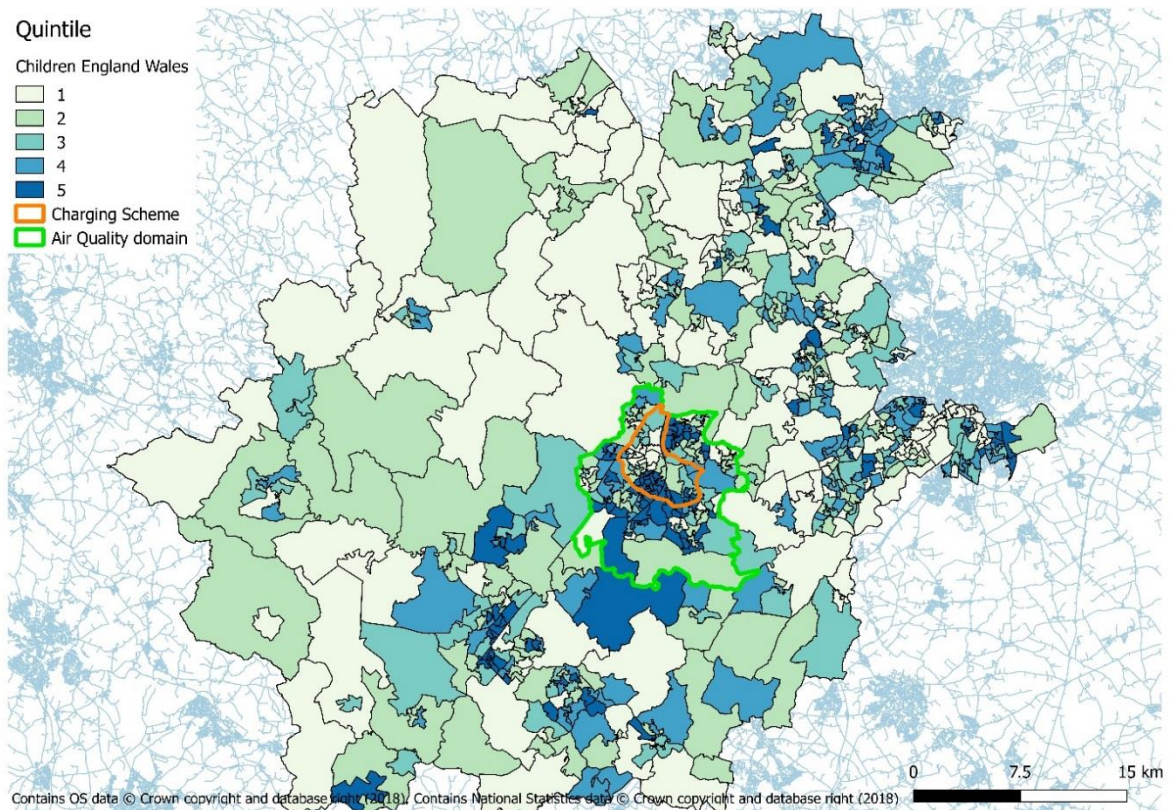 Quintile
Children England Wales
1
2
3
4
5
Charging Scheme
Air Quality domain
0 7.5 15 km
Contains OS data © Crown copyright and database right (2018), Contains National Statistics data © Crown copyright and database right (2018)